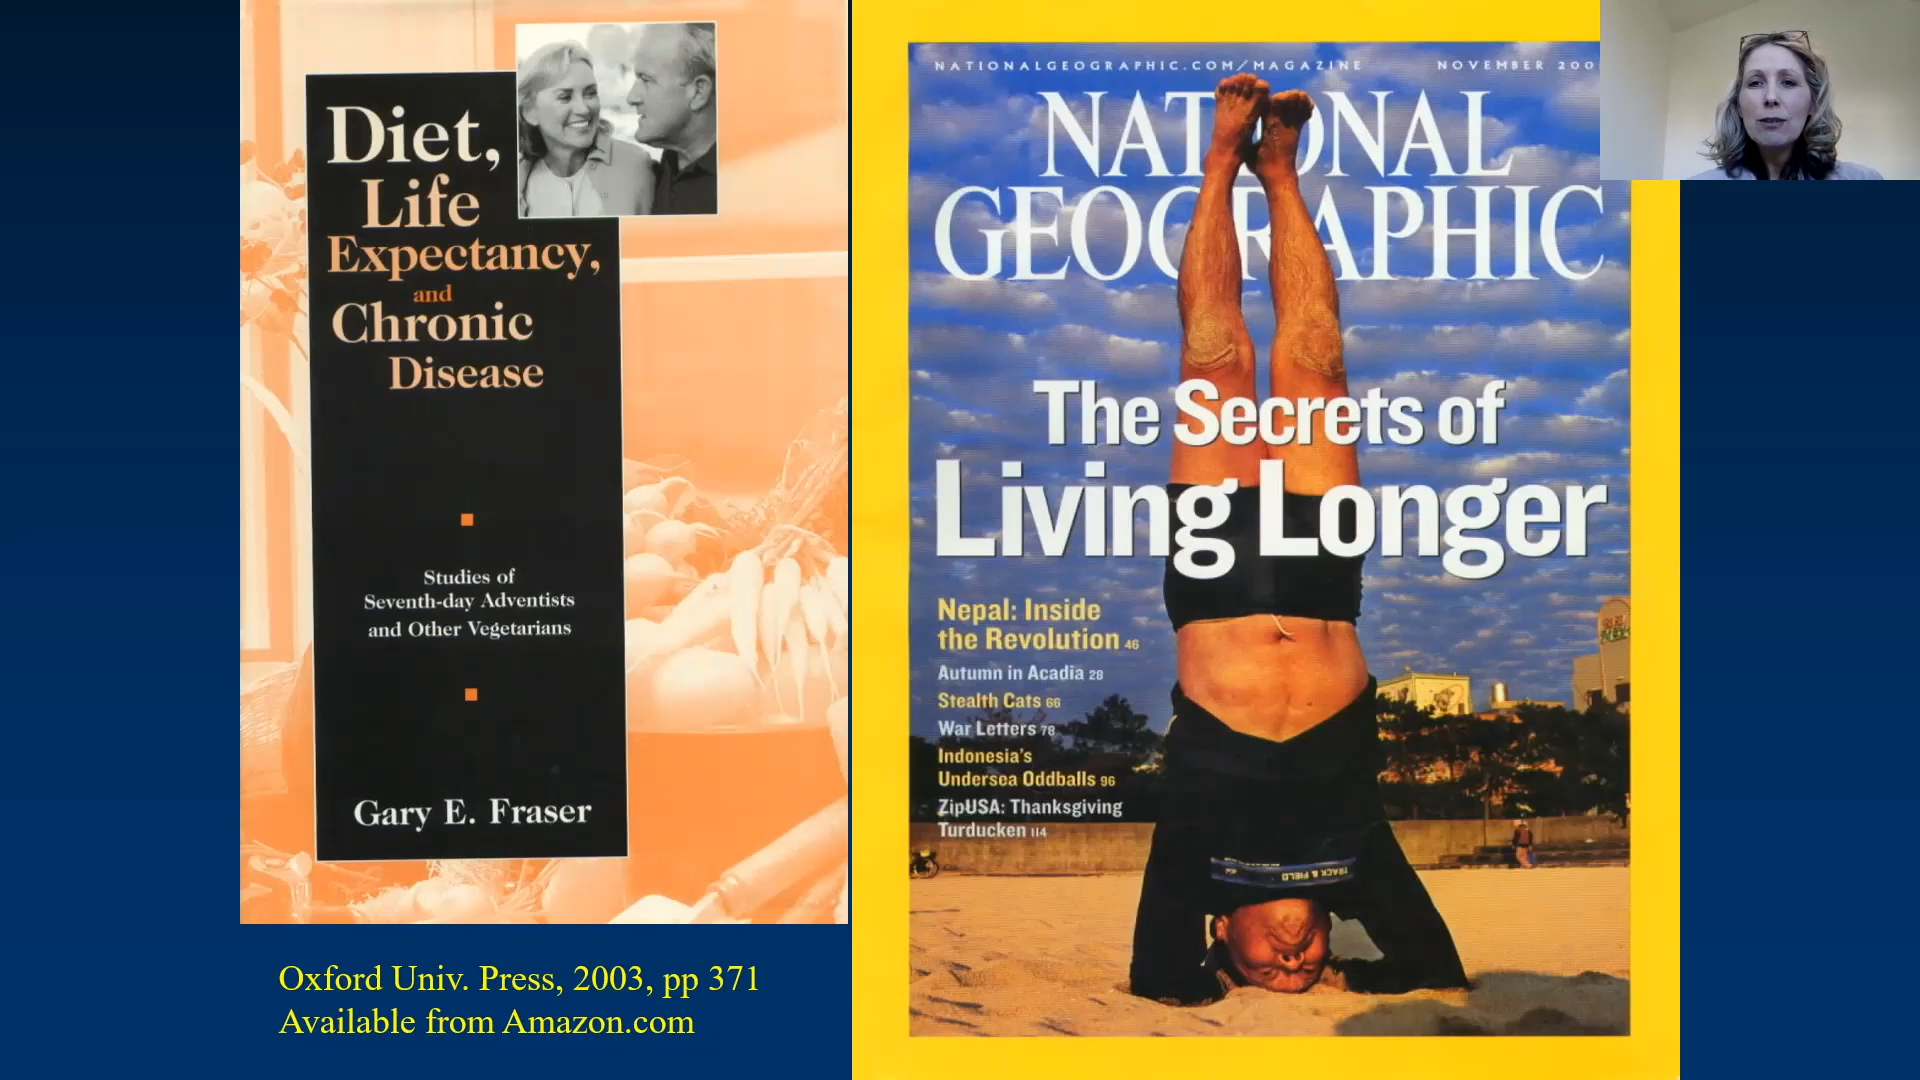 Diet,
Life
Expectancy,
and
Chronic
Disease
Studies of
Seventh-day Adventists
and Other Vegetarians
Gary E. Fraser
Oxford Univ. Press, 2003, pp 371
Available from Amazon.com
NATIONALGEOGRAPHIC.COM/MAGAZINE
NOVEMBER
NATIONAL
GEOGRAPHIC
The Secrets of
Living Longer
Nepal: Inside
the Revolution 46
Autumn in Acadia 28
Stealth Cats 66
War Letters 78
Indonesia's
Undersea Oddballs 96
ZipUSA: Thanksgiving
Turducken 114
TRACK & FIELD